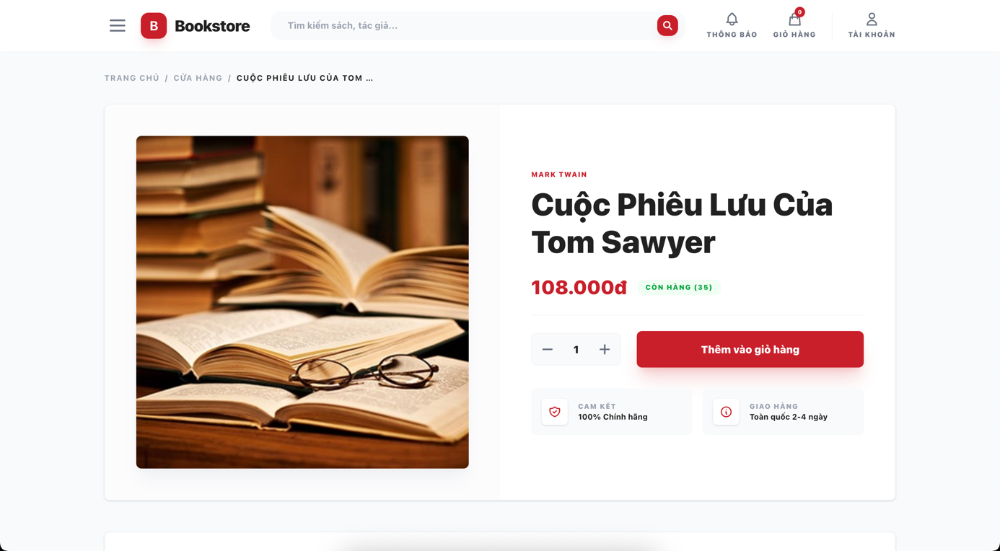 B Bookstore
Tìm kiếm sách, tác giả...
THÔNG BÁO
0
GIỎ HÀNG
TÀI KHOẢN
TRANG CHỦ / CỬA HÀNG / CUỘC PHIÊU LƯU CỦA TOM ...
MARK TWAIN
Cuộc Phiêu Lưu Của
Tom Sawyer
108.000đ CÒN HÀNG (35)
1
Thêm vào giỏ hàng
CAM KẾT
100% Chính hãng
GIAO HÀNG
Toàn quốc 2-4 ngày